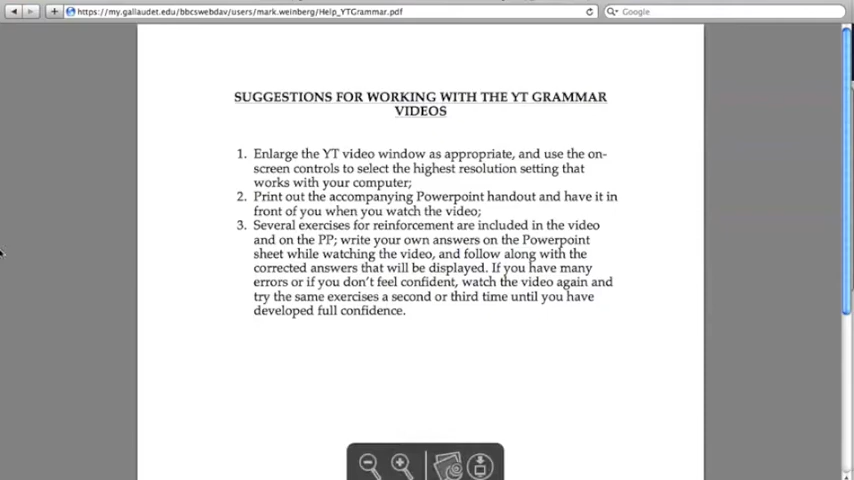 https://my.gallaudet.edu/bbcswebdav/users/mark.weinberg/Help_YTGrammar.pdf
Google
SUGGESTIONS FOR WORKING WITH THE YT GRAMMAR
VIDEOS
1. Enlarge the YT video window as appropriate, and use the on-
screen controls to select the highest resolution setting that
works with your computer;
2. Print out the accompanying Powerpoint handout and have it in
front of you when you watch the video;
3. Several exercises for reinforcement are included in the video
and on the PP; write your own answers on the Powerpoint
sheet while watching the video, and follow along with the
corrected answers that will be displayed. If you have many
errors or if you don't feel confident, watch the video again and
try the same exercises a second or third time until you have
developed full confidence.